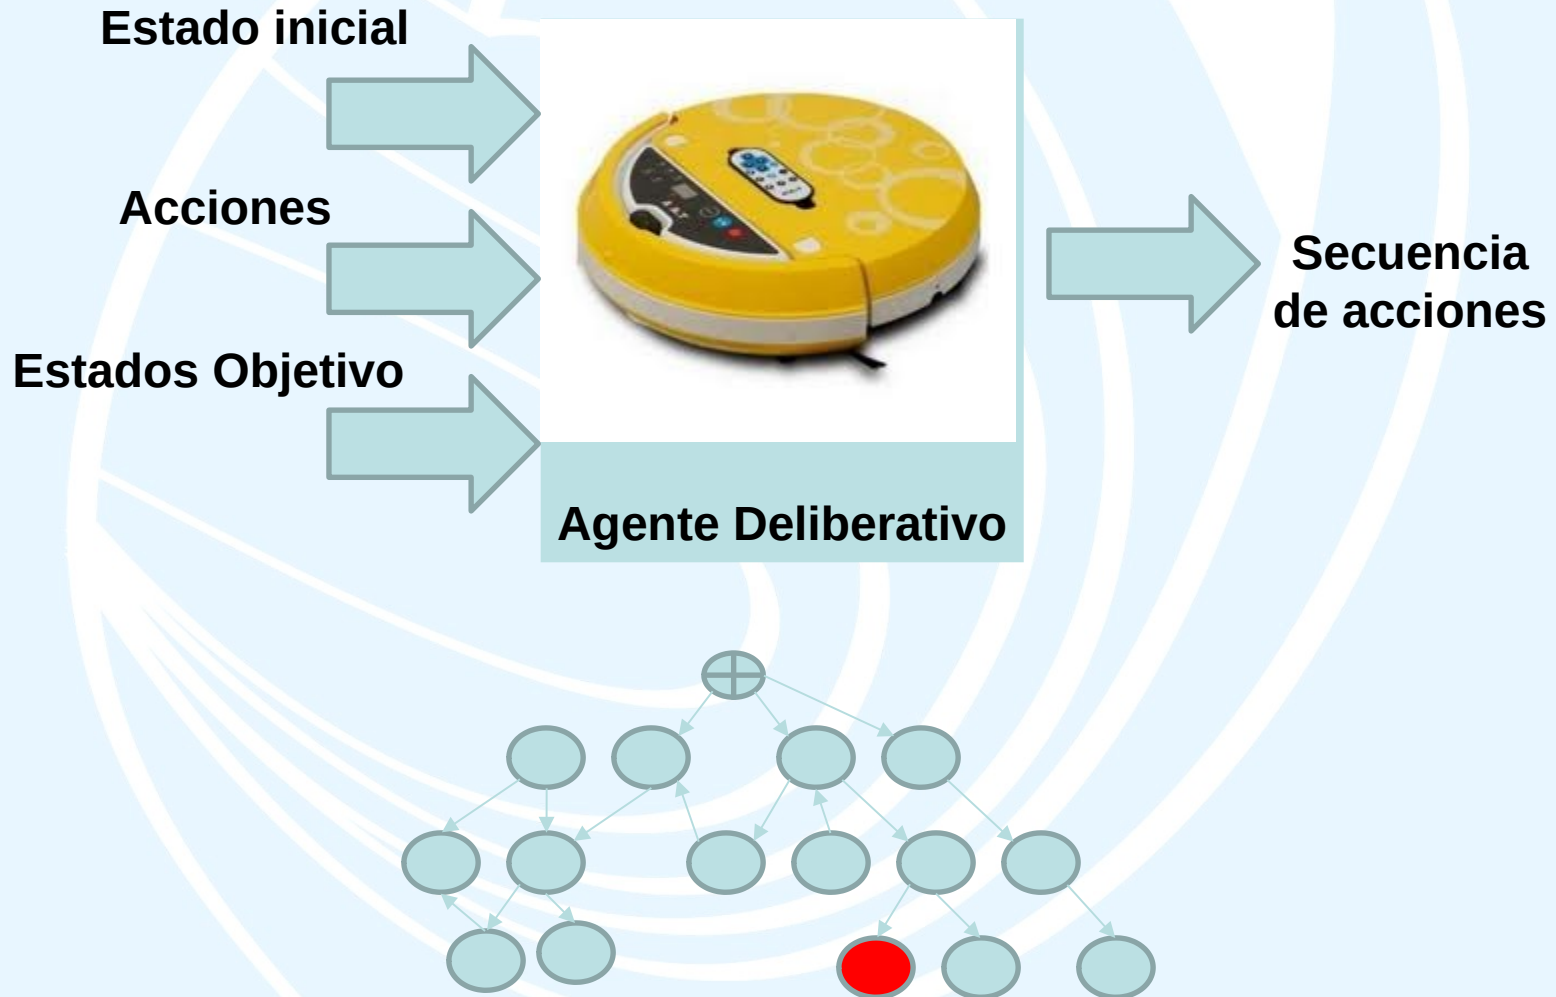 Estado inicial
Acciones
Estados Objetivo
Agente Deliberativo
Secuencia
de acciones